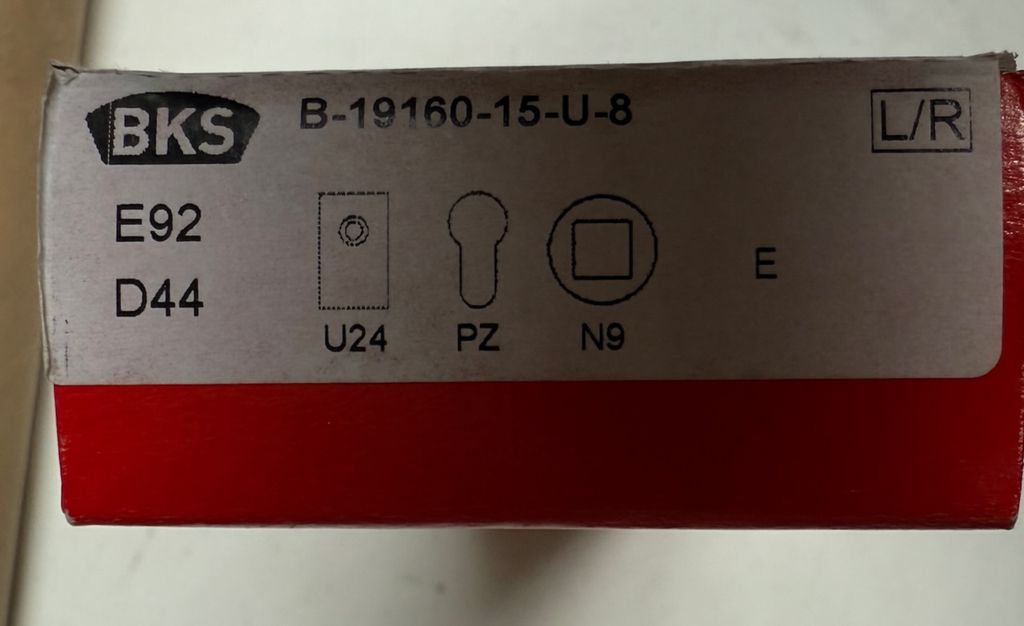 BKS B-19160-15-U-8 L/R
E92
D44
E
U24 PZ N9